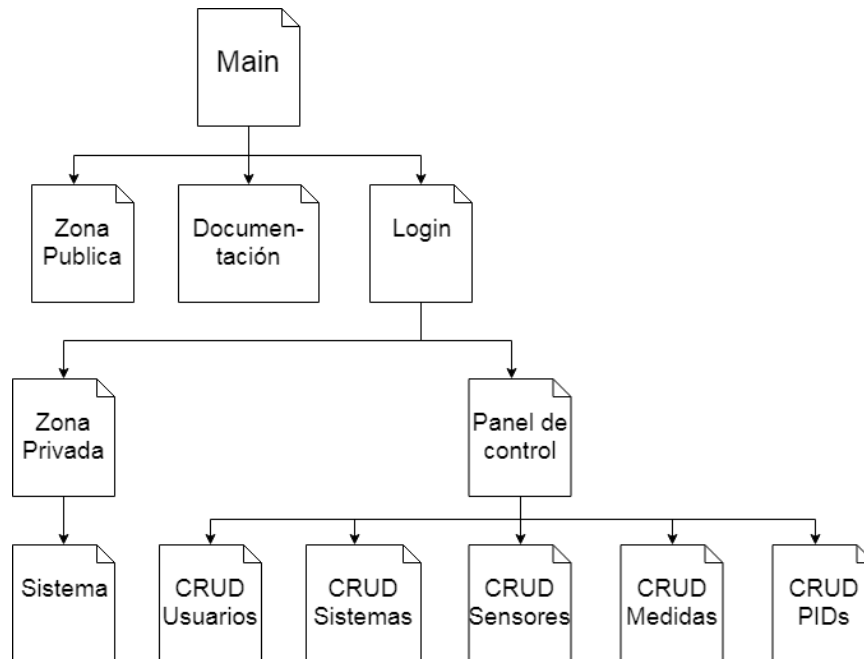 Main
Zona
Publica
Documen-
tación
Login
Zona
Privada
Panel de
control
Sistema
CRUD
Usuarios
CRUD
Sistemas
CRUD
Sensores
CRUD
Medidas
CRUD
PIDs